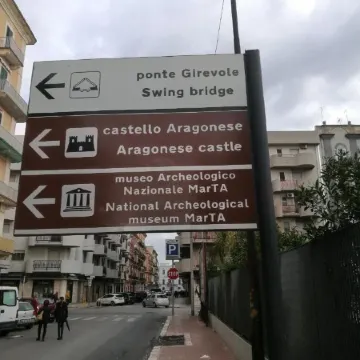 ponte Girevole
Swing bridge
castello Aragonese
Aragonese castle
museo Archeologico
Nazionale MarTA
National Archeological
museum MarTA
P